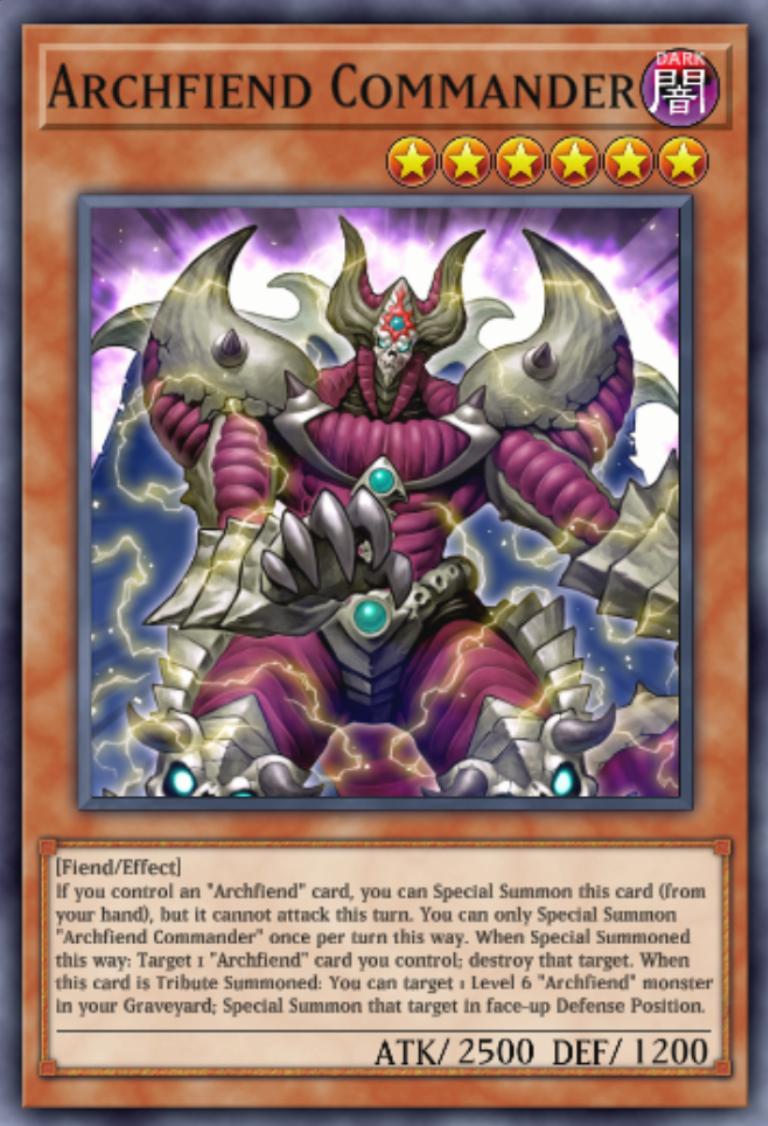 Archfiend Commander
DARK
闇
[Fiend/Effect]
If you control an "Archfiend" card, you can Special Summon this card (from
your hand), but it cannot attack this turn. You can only Special Summon
"Archfiend Commander" once per turn this way. When Special Summoned
this way: Target 1 "Archfiend" card you control; destroy that target. When
this card is Tribute Summoned: You can target 1 Level 6 "Archfiend" monster
in your Graveyard; Special Summon that target in face-up Defense Position.
ATK/ 2500 DEF/ 1200